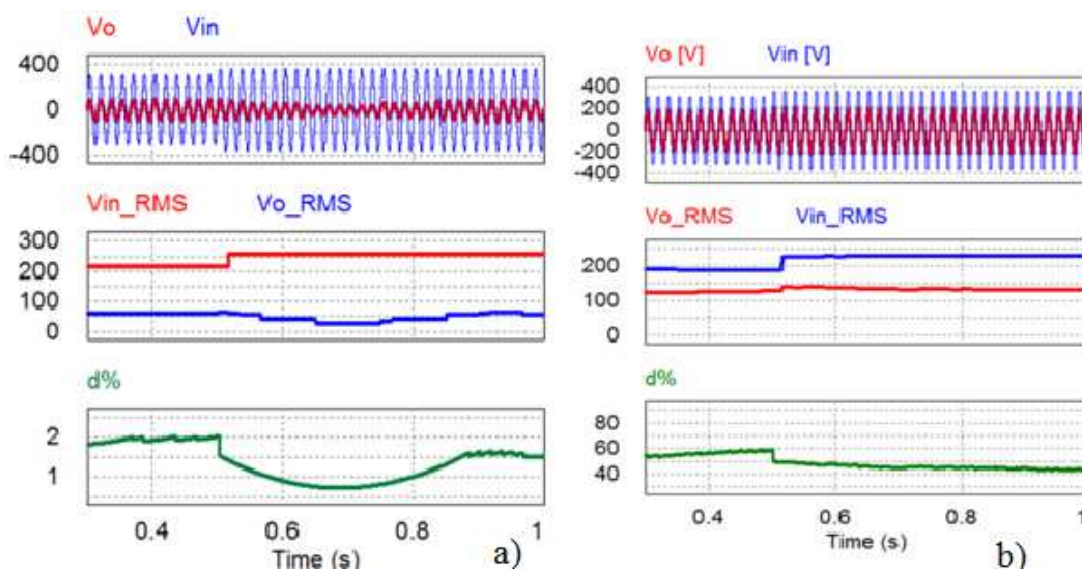 Vo Vin
400
0
-400
Vin_RMS Vo_RMS
300
200
100
0
d%
2
1
0.4 0.6 0.8 1
Time (s)
a)
Vo [V] Vin [V]
400
200
0
-200
-400
Vo_RMS Vin_RMS
200
100
0
d%
80
60
40
0.4 0.6 0.8 1
Time (s)
b)